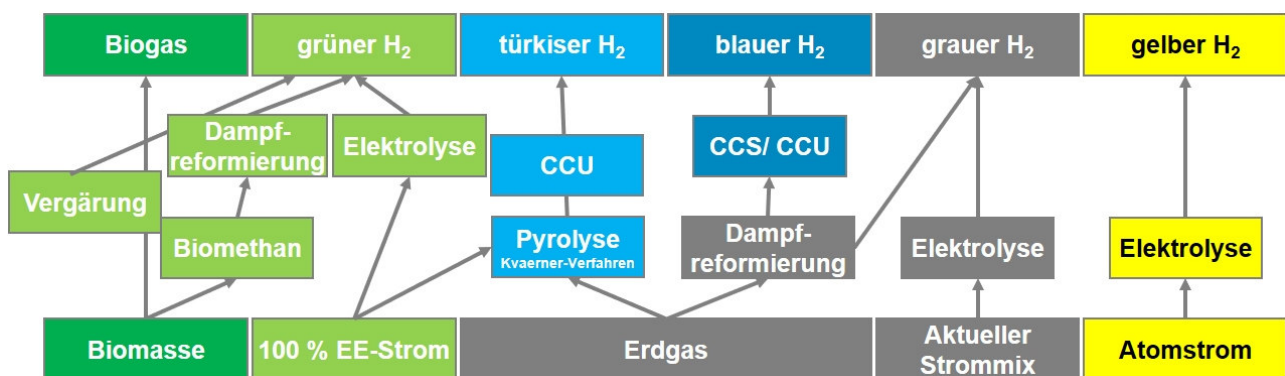 Biogas
grüner H₂
türkiser H₂
blauer H₂
grauer H₂
gelber H₂
Dampf-
reformierung
Elektrolyse
CCU
CCS/ CCU
Vergärung
Biomethan
Pyrolyse
Kvaerner-Verfahren
Dampf-
reformierung
Elektrolyse
Elektrolyse
Biomasse
100 % EE-Strom
Erdgas
Aktueller
Strommix
Atomstrom